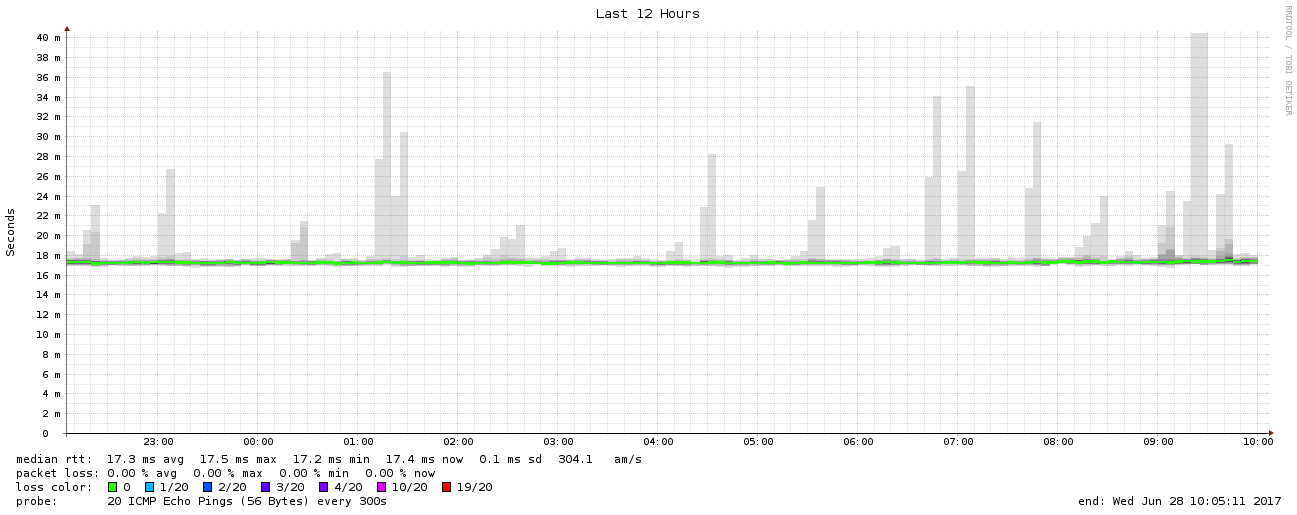 Last 12 Hours
RRDTOOL / TOBI OETIKER
Seconds
40 m
38 m
36 m
34 m
32 m
30 m
28 m
26 m
24 m
22 m
20 m
18 m
16 m
14 m
12 m
10 m
8 m
6 m
4 m
2 m
0
23:00 00:00 01:00 02:00 03:00 04:00 05:00 06:00 07:00 08:00 09:00 10:00
median rtt: 17.3 ms avg 17.5 ms max 17.2 ms min 17.4 ms now 0.1 ms sd 304.1 am/s
packet loss: 0.00 % avg 0.00 % max 0.00 % min 0.00 % now
loss color: 0 1/20 2/20 3/20 4/20 10/20 19/20
probe: 20 ICMP Echo Pings (56 Bytes) every 300s end: Wed Jun 28 10:05:11 2017